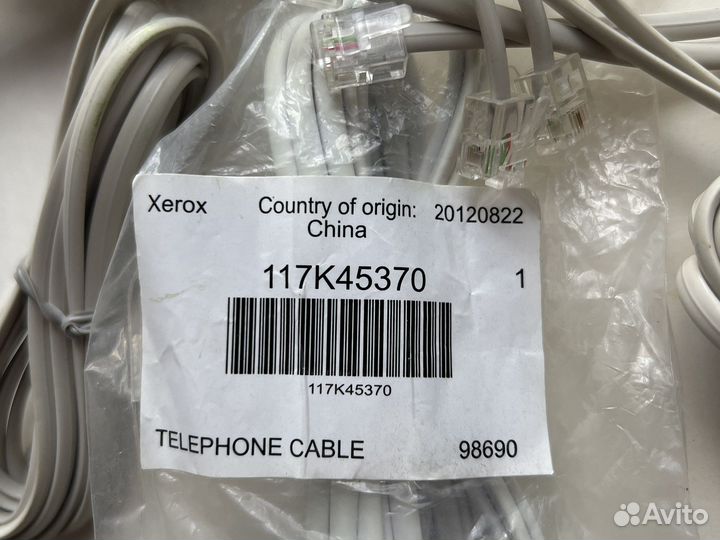 Xerox Country of origin: 20120822
China
117K45370 1
117K45370
TELEPHONE CABLE 98690
Avito